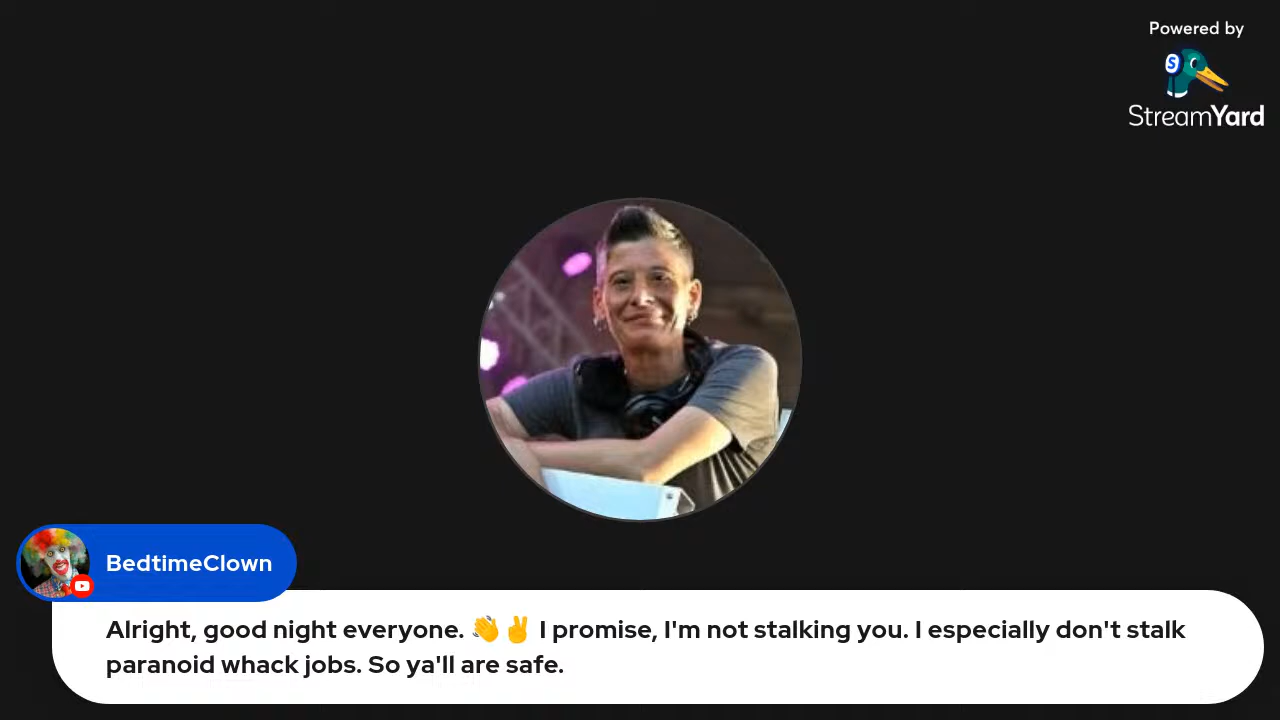 Powered by
S
StreamYard
BedtimeClown
Alright, good night everyone. 👋✌️ I promise, I'm not stalking you. I especially don't stalk
paranoid whack jobs. So ya'll are safe.